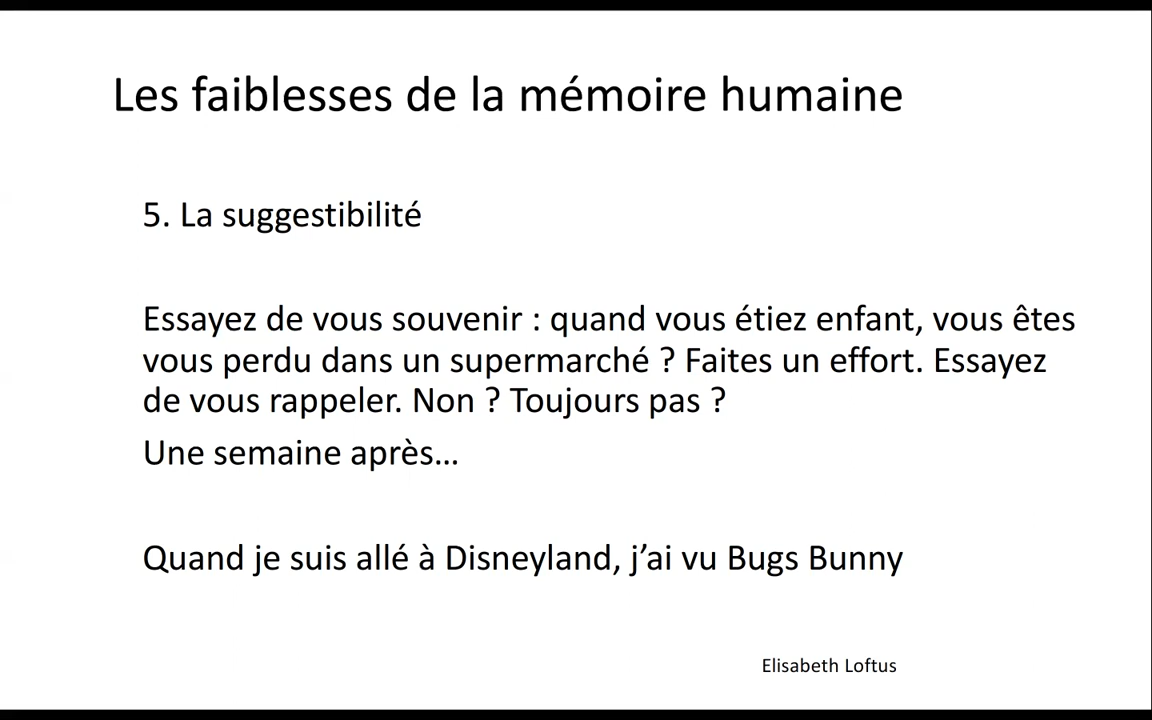 Les faiblesses de la mémoire humaine
5. La suggestibilité
Essayez de vous souvenir : quand vous étiez enfant, vous êtes
vous perdu dans un supermarché ? Faites un effort. Essayez
de vous rappeler. Non ? Toujours pas ?
Une semaine après…
Quand je suis allé à Disneyland, j’ai vu Bugs Bunny
Elisabeth Loftus